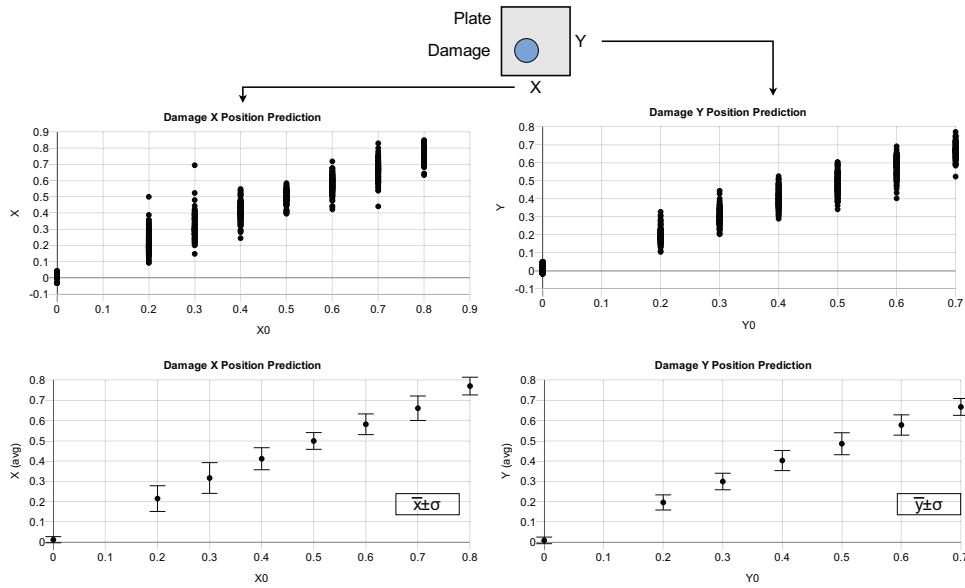 Plate
Damage
Y
X
Damage X Position Prediction
0.9
0.8
0.7
0.6
0.5
0.4
0.3
0.2
0.1
0
-0.1
X
0 0.1 0.2 0.3 0.4 0.5 0.6 0.7 0.8 0.9
X0
Damage Y Position Prediction
0.8
0.7
0.6
0.5
0.4
0.3
0.2
0.1
0
-0.1
Y
0 0.1 0.2 0.3 0.4 0.5 0.6 0.7
Y0
Damage X Position Prediction
0.8
0.7
0.6
0.5
0.4
0.3
0.2
0.1
0
X (avg)
x̅±σ
0 0.1 0.2 0.3 0.4 0.5 0.6 0.7 0.8
X0
Damage Y Position Prediction
0.8
0.7
0.6
0.5
0.4
0.3
0.2
0.1
0
Y (avg)
y̅±σ
0 0.1 0.2 0.3 0.4 0.5 0.6 0.7
Y0